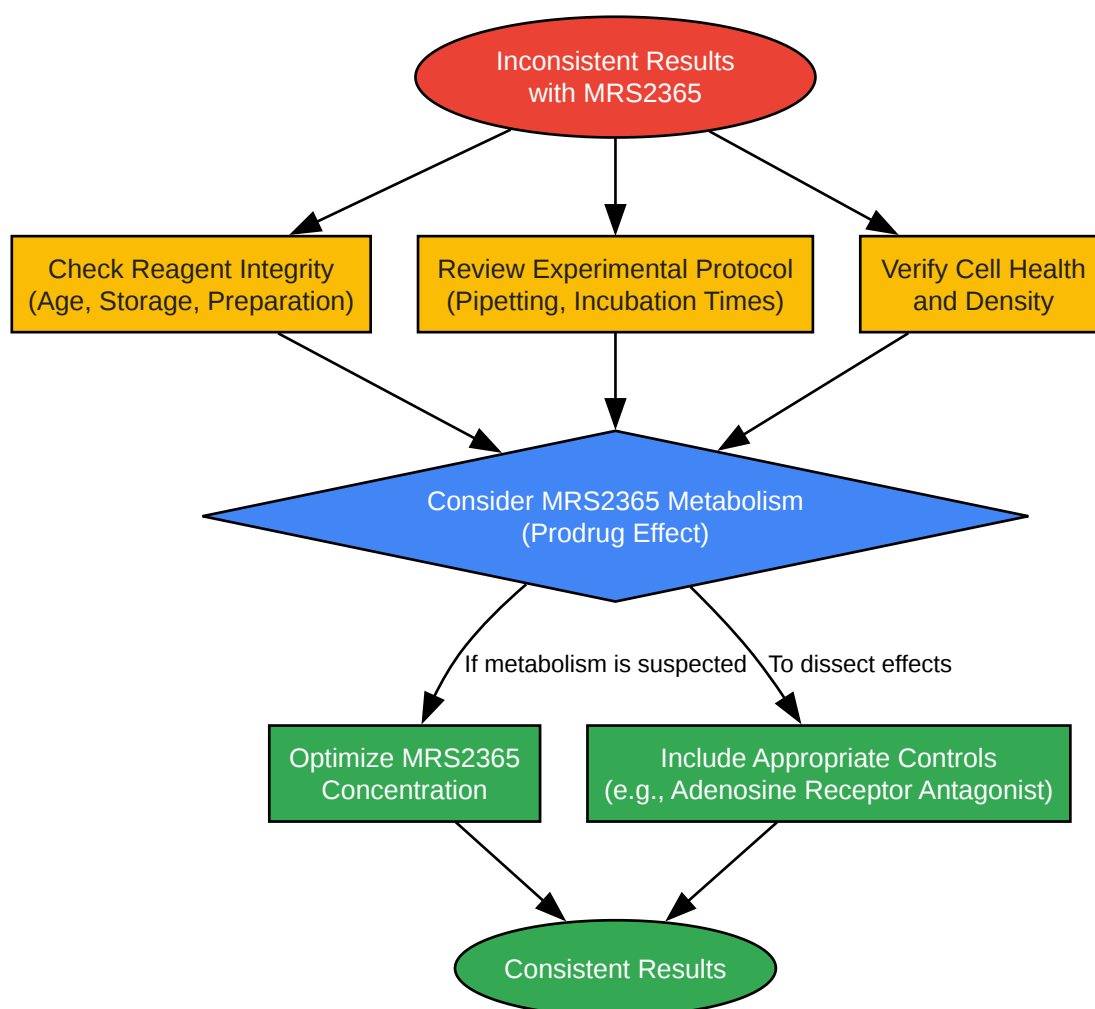 Inconsistent Results
with MRS2365
Check Reagent Integrity
(Age, Storage, Preparation)
Review Experimental Protocol
(Pipetting, Incubation Times)
Verify Cell Health
and Density
Consider MRS2365 Metabolism
(Prodrug Effect)
If metabolism is suspected
To dissect effects
Optimize MRS2365
Concentration
Include Appropriate Controls
(e.g., Adenosine Receptor Antagonist)
Consistent Results